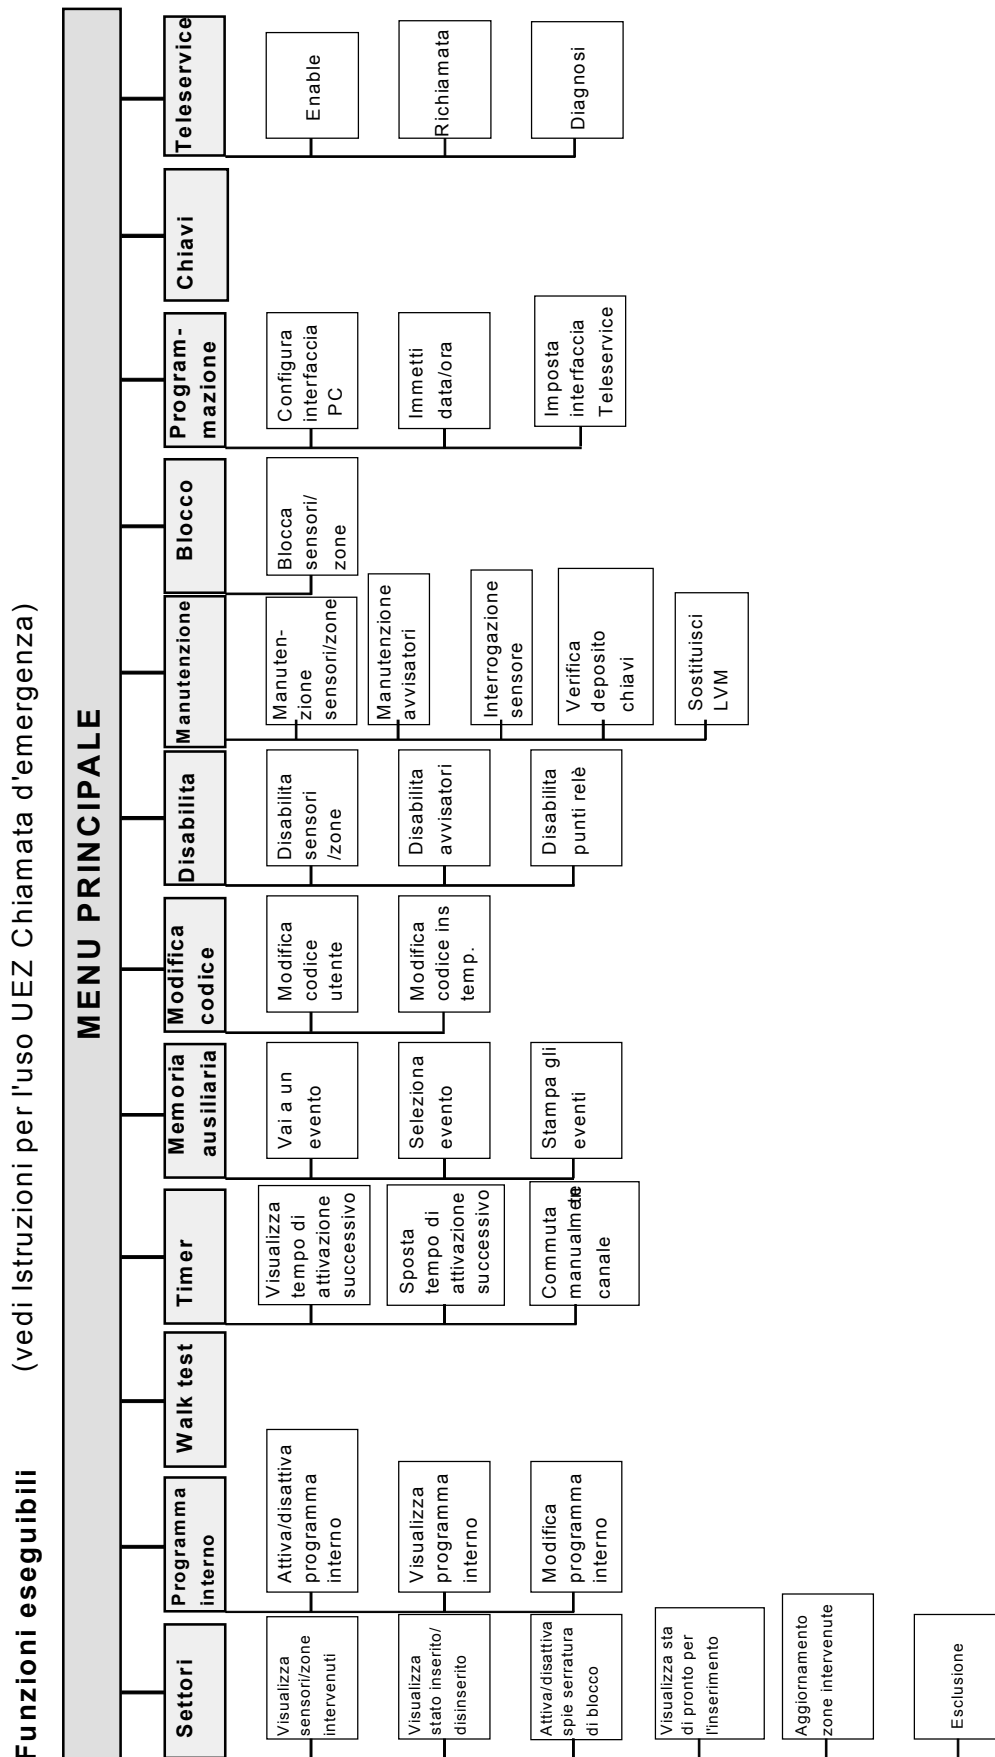 Funzioni eseguibili (vedi Istruzioni per l'uso UEZ Chiamata d'emergenza)
MENU PRINCIPALE
Settori
Visualizza
sensori/zone
intervenuti
Visualizza
stato inserito/
disinserito
Attiva/disattiva
spie serratura
di blocco
Visualizza sta
di pronto per
l'inserimento
Aggiornamento
zone intervenute
Esclusione
Programma
interno
Attiva/disattiva
programma
interno
Visualizza
programma
interno
Modifica
programma
interno
Walk test
Timer
Visualizza
tempo di
attivazione
successivo
Sposta
tempo di
attivazione
successivo
Commuta
manualmente
canale
Memoria
ausiliaria
Vai a un
evento
Seleziona
evento
Stampa gli
eventi
Modifica
codice
Modifica
codice
utente
Modifica
codice ins
temp.
Disabilita
Disabilita
sensori
/zone
Disabilita
avvisatori
Disabilita
punti relè
Manutenzione
Manuten-
zione
sensori/zone
Manutenzione
avvisatori
Interrogazione
sensore
Verifica
deposito
chiavi
Sostituisci
LVM
Blocco
Blocca
sensori/
zone
Program-
mazione
Configura
interfaccia
PC
Immetti
data/ora
Imposta
interfaccia
Teleservice
Chiavi
Teleservice
Enable
Richiamata
Diagnosi